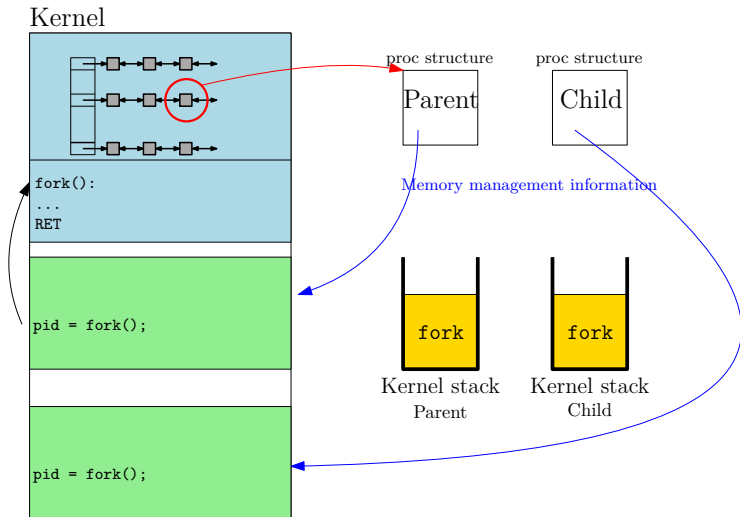 Kernel
proc structure
proc structure
Parent
Child
fork():
...
RET
Memory management information
pid = fork();
fork
fork
Kernel stack
Parent
Kernel stack
Child
pid = fork();